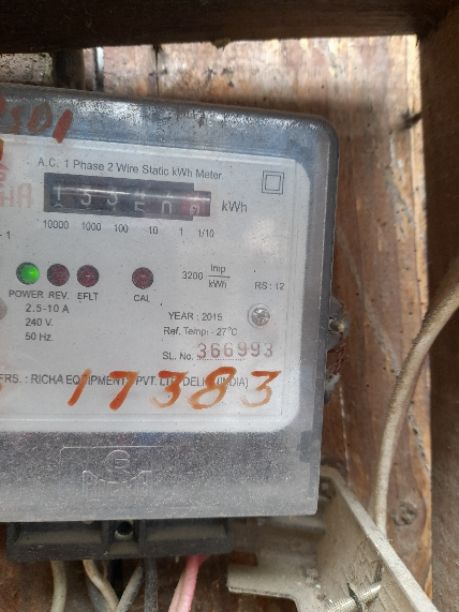 A.C. 1 Phase 2 Wire Static kWh Meter
kWh
10000 1000 100 10 1 1/10
3200 Imp/kWh
RS: 12
POWER REV. EFLT CAL
2.5-10 A
240 V.
50 Hz.
YEAR : 2015
Ref. Temp: - 27°C
SL. No. 366993
MFRS. : RICHA EQUIPMENTS PVT. LTD. DELHI (INDIA)
17383